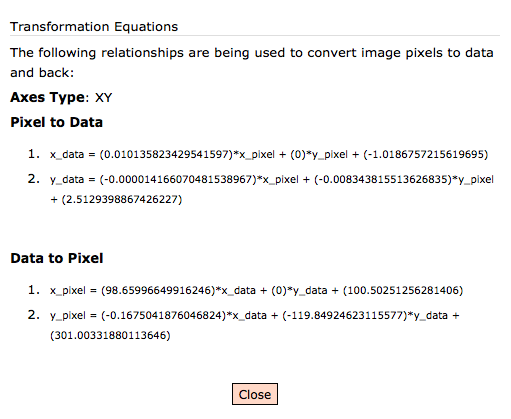 Transformation Equations
The following relationships are being used to convert image pixels to data
and back:
Axes Type: XY
Pixel to Data
1. x_data = (0.010135823429541597)*x_pixel + (0)*y_pixel + (-1.0186757215619695)
2. y_data = (-0.000014166070481538967)*x_pixel + (-0.008343815513626835)*y_pixel
+ (2.5129398867426227)
Data to Pixel
1. x_pixel = (98.65996649916246)*x_data + (0)*y_data + (100.50251256281406)
2. y_pixel = (-0.1675041876046824)*x_data + (-119.84924623115577)*y_data +
(301.00331880113646)
Close